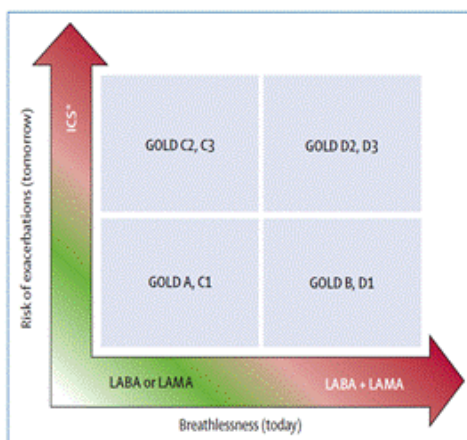 Risk of exacerbations (tomorrow)
ICS*
GOLD C2, C3
GOLD D2, D3
GOLD A, C1
GOLD B, D1
LABA or LAMA
LABA + LAMA
Breathlessness (today)